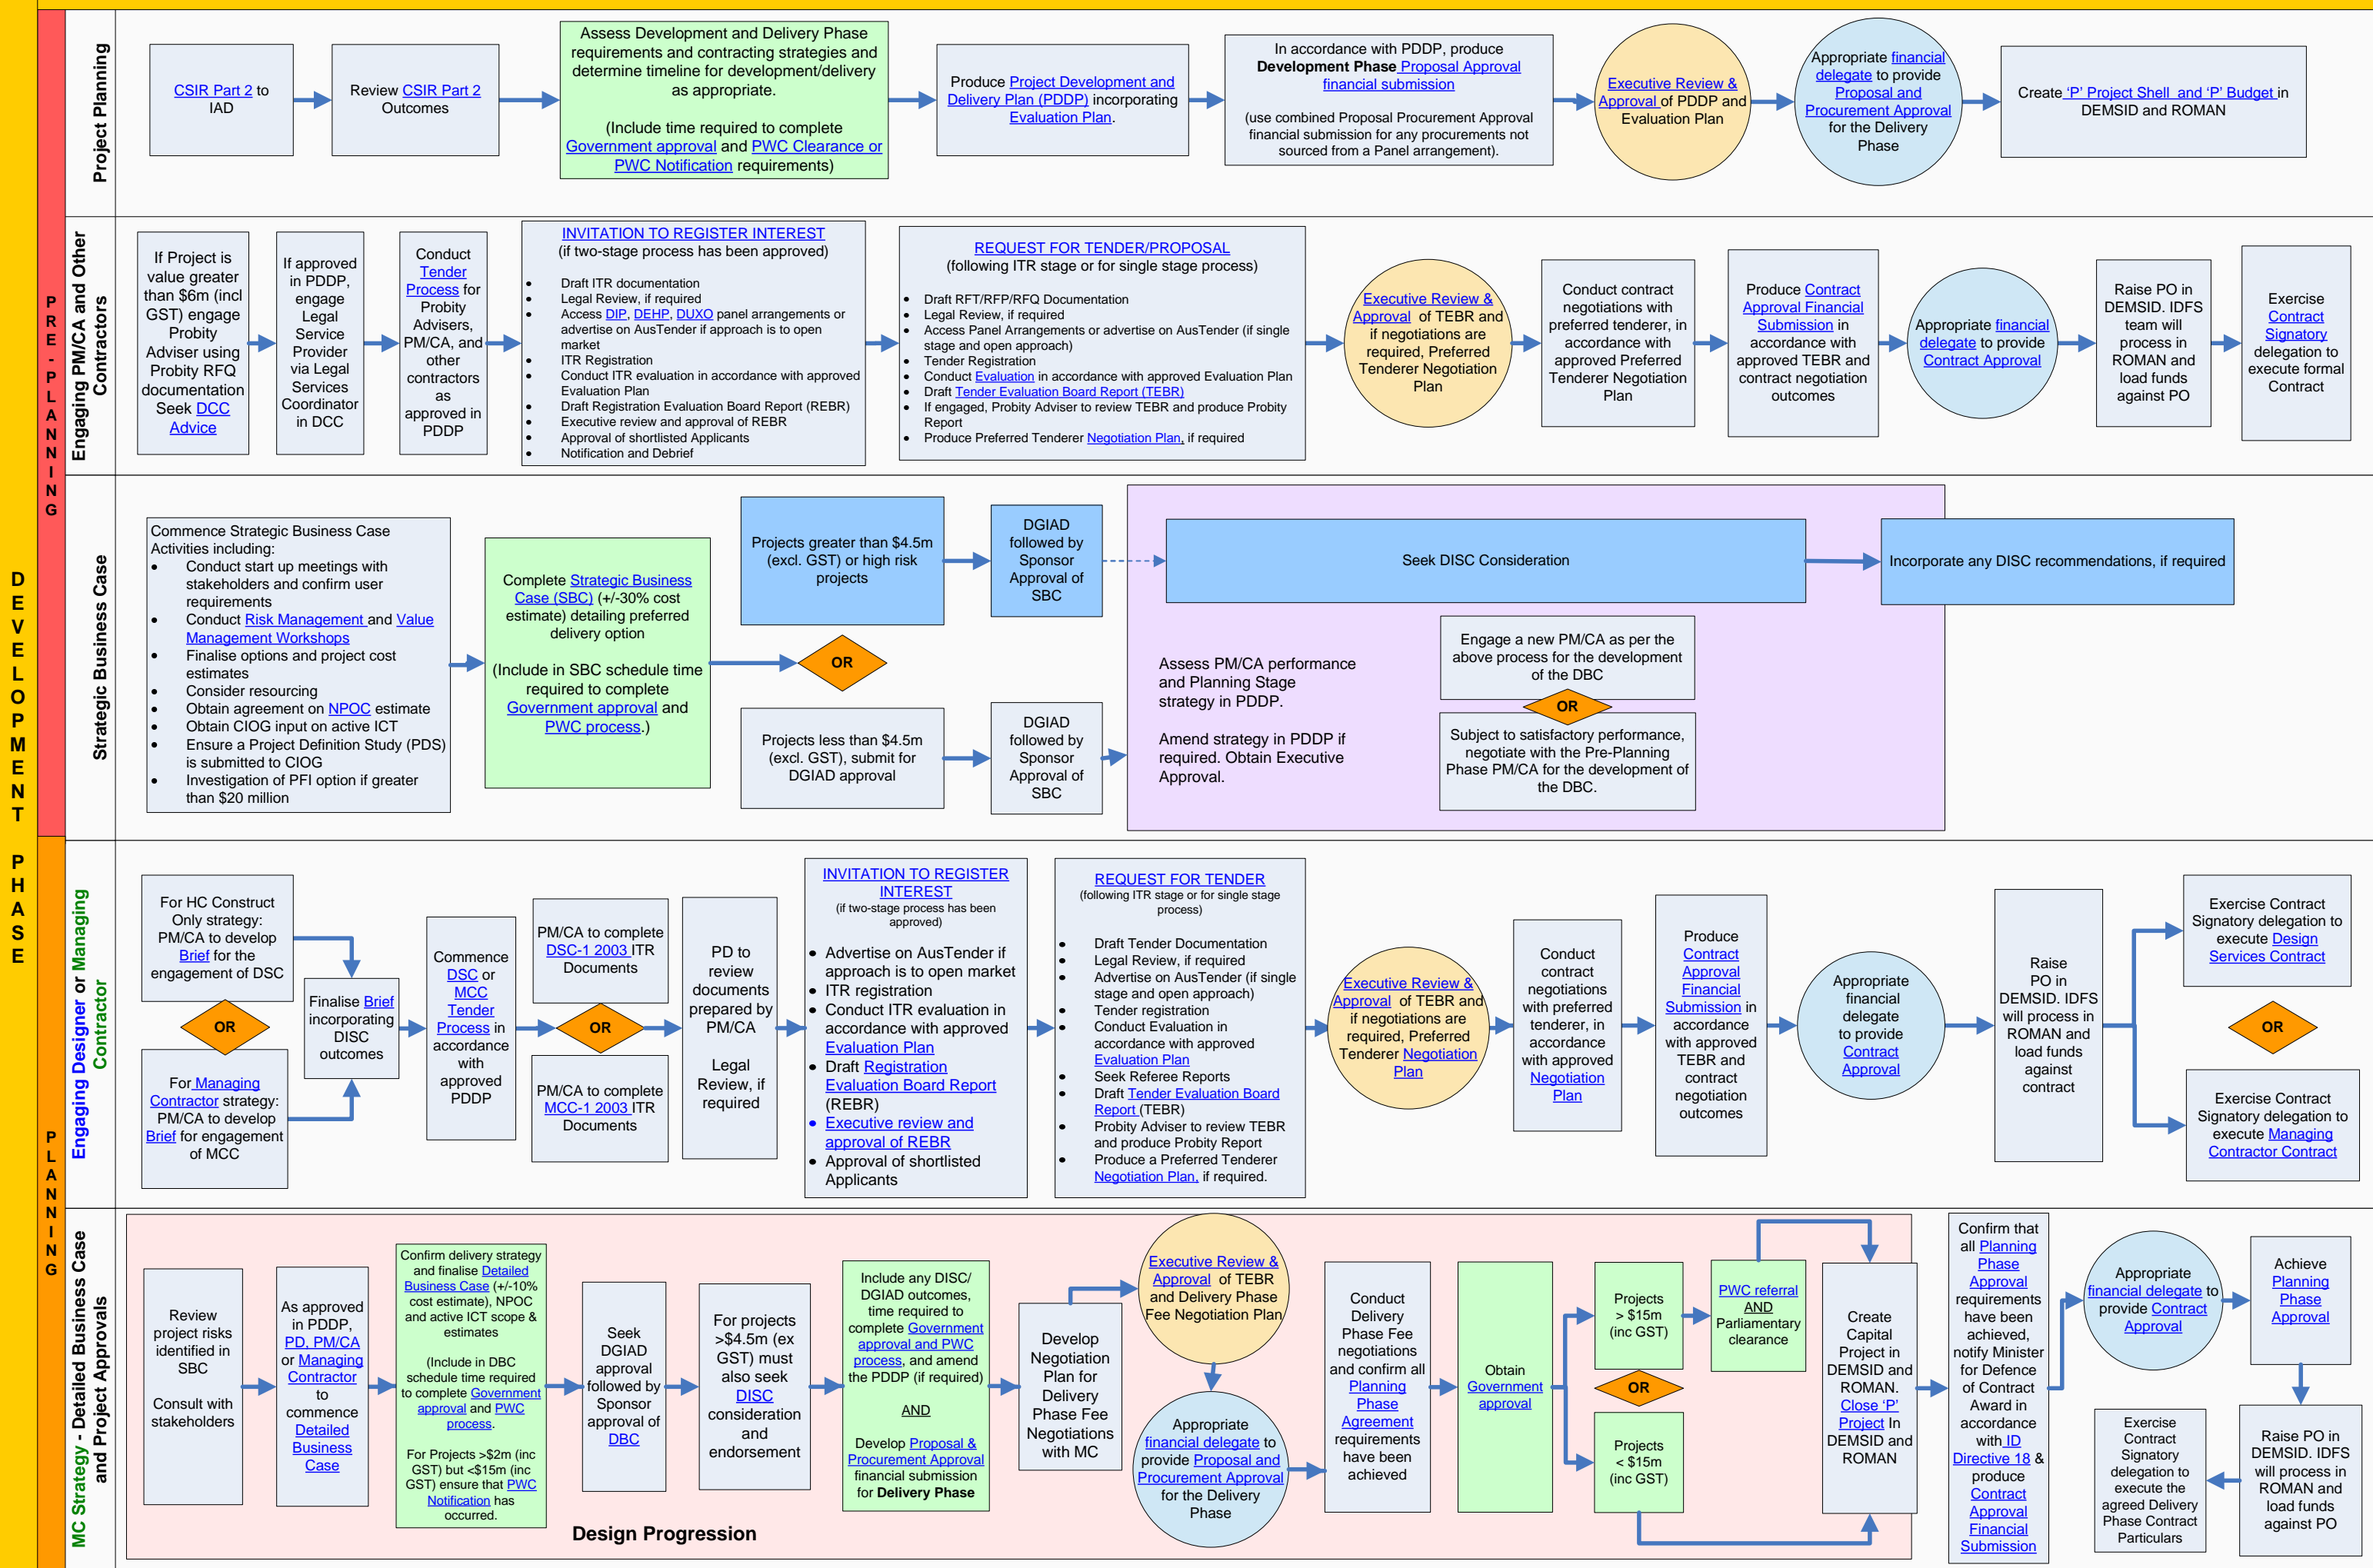 DEVELOPMENT PHASE
PRE-PLANNING
Project Planning
CSIR Part 2 to
IAD
Review CSIR Part 2
Outcomes
Assess Development and Delivery Phase
requirements and contracting strategies and
determine timeline for development/delivery
as appropriate.
(Include time required to complete
Government approval and PWC Clearance or
PWC Notification requirements)
Produce Project Development and
Delivery Plan (PDDP) incorporating
Evaluation Plan.
In accordance with PDDP, produce
Development Phase Proposal Approval
financial submission
(use combined Proposal Procurement Approval
financial submission for any procurements not
sourced from a Panel arrangement).
Executive Review &
Approval of PDDP and
Evaluation Plan
Appropriate financial
delegate to provide
Proposal and
Procurement Approval
for the Delivery
Phase
Create 'P' Project Shell and 'P' Budget in
DEMSID and ROMAN
Engaging PM/CA and Other
Contractors
If Project is
value greater
than $6m (incl
GST) engage
Probity
Adviser using
Probity RFQ
documentation
Seek DCC
Advice
If approved
in PDDP,
engage
Legal
Service
Provider
via Legal
Services
Coordinator
in DCC
Conduct
Tender
Process for
Probity
Advisers,
PM/CA, and
other
contractors
as
approved in
PDDP
INVITATION TO REGISTER INTEREST
(if two-stage process has been approved)
• Draft ITR documentation
• Legal Review, if required
• Access DIP, DEHP, DUXO panel arrangements or
advertise on AusTender if approach is to open
market
• ITR Registration
• Conduct ITR evaluation in accordance with approved
Evaluation Plan
• Draft Registration Evaluation Board Report (REBR)
• Executive review and approval of REBR
• Approval of shortlisted Applicants
• Notification and Debrief
REQUEST FOR TENDER/PROPOSAL
(following ITR stage or for single stage process)
• Draft RFT/RFP/RFQ Documentation
• Legal Review, if required
• Access Panel Arrangements or advertise on AusTender (if single
stage and open approach)
• Tender Registration
• Conduct Evaluation in accordance with approved Evaluation Plan
• Draft Tender Evaluation Board Report (TEBR)
• If engaged, Probity Adviser to review TEBR and produce Probity
Report
• Produce Preferred Tenderer Negotiation Plan, if required
Executive Review &
Approval of TEBR and
if negotiations are
required, Preferred
Tenderer Negotiation
Plan
Conduct contract
negotiations with
preferred tenderer, in
accordance with
approved Preferred
Tenderer Negotiation
Plan
Produce Contract
Approval Financial
Submission in
accordance with
approved TEBR and
contract negotiation
outcomes
Appropriate financial
delegate to provide
Contract Approval
Raise PO in
DEMSID. IDFS
team will
process in
ROMAN and
load funds
against PO
Exercise
Contract
Signatory
delegation to
execute formal
Contract
Strategic Business Case
Commence Strategic Business Case
Activities including:
• Conduct start up meetings with
stakeholders and confirm user
requirements
• Conduct Risk Management and Value
Management Workshops
• Finalise options and project cost
estimates
• Consider resourcing
• Obtain agreement on NPOC estimate
• Obtain CIOG input on active ICT
• Ensure a Project Definition Study (PDS)
is submitted to CIOG
• Investigation of PFI option if greater
than $20 million
Complete Strategic Business
Case (SBC) (+/-30% cost
estimate) detailing preferred
delivery option
(Include in SBC schedule time
required to complete
Government approval and
PWC process.)
Projects greater than $4.5m
(excl. GST) or high risk
projects
OR
Projects less than $4.5m
(excl. GST), submit for
DGIAD approval
DGIAD
followed by
Sponsor
Approval of
SBC
DGIAD
followed by
Sponsor
Approval of
SBC
Seek DISC Consideration
Incorporate any DISC recommendations, if required
Assess PM/CA performance
and Planning Stage
strategy in PDDP.
Amend strategy in PDDP if
required. Obtain Executive
Approval.
Engage a new PM/CA as per the
above process for the development
of the DBC
OR
Subject to satisfactory performance,
negotiate with the Pre-Planning
Phase PM/CA for the development of
the DBC.
PLANNING
Engaging Designer or Managing
Contractor
For HC Construct
Only strategy:
PM/CA to develop
Brief for the
engagement of DSC
OR
For Managing
Contractor strategy:
PM/CA to develop
Brief for engagement
of MCC
Finalise Brief
incorporating
DISC
outcomes
Commence
DSC or
MCC
Tender
Process in
accordance
with
approved
PDDP
PM/CA to complete
DSC-1 2003 ITR
Documents
OR
PM/CA to complete
MCC-1 2003 ITR
Documents
PD to
review
documents
prepared by
PM/CA
Legal
Review, if
required
INVITATION TO REGISTER
INTEREST
(if two-stage process has been
approved)
• Advertise on AusTender if
approach is to open market
• ITR registration
• Conduct ITR evaluation in
accordance with approved
Evaluation Plan
• Draft Registration
Evaluation Board Report
(REBR)
• Executive review and
approval of REBR
• Approval of shortlisted
Applicants
REQUEST FOR TENDER
(following ITR stage or for single stage
process)
• Draft Tender Documentation
• Legal Review, if required
• Advertise on AusTender (if single
stage and open approach)
• Tender registration
• Conduct Evaluation in
accordance with approved
Evaluation Plan
• Seek Referee Reports
• Draft Tender Evaluation Board
Report (TEBR)
• Probity Adviser to review TEBR
and produce Probity Report
• Produce a Preferred Tenderer
Negotiation Plan, if required.
Executive Review &
Approval of TEBR and
if negotiations are
required, Preferred
Tenderer Negotiation
Plan
Conduct
contract
negotiations
with preferred
tenderer, in
accordance
with approved
Negotiation
Plan
Produce
Contract
Approval
Financial
Submission in
accordance
with approved
TEBR and
contract
negotiation
outcomes
Appropriate
financial
delegate
to provide
Contract
Approval
Raise
PO in
DEMSID. IDFS
will process in
ROMAN and
load funds
against
contract
Exercise Contract
Signatory delegation to
execute Design
Services Contract
OR
Exercise Contract
Signatory delegation to
execute Managing
Contractor Contract
MC Strategy - Detailed Business Case
and Project Approvals
Review
project risks
identified in
SBC
Consult with
stakeholders
As approved
in PDDP,
PD, PM/CA
or Managing
Contractor
to
commence
Detailed
Business
Case
Confirm delivery strategy
and finalise Detailed
Business Case (+/-10%
cost estimate), NPOC
and active ICT scope &
estimates
(Include in DBC
schedule time required
to complete Government
approval and PWC
process.
For Projects >$2m (inc
GST) but <$15m (inc
GST) ensure that PWC
Notification has
occurred.
Seek
DGIAD
approval
followed by
Sponsor
approval of
DBC
For projects
>$4.5m (ex
GST) must
also seek
DISC
consideration
and
endorsement
Include any DISC/
DGIAD outcomes,
time required to
complete Government
approval and PWC
process, and amend
the PDDP (if required)
AND
Develop Proposal &
Procurement Approval
financial submission
for Delivery Phase
Design Progression
Develop
Negotiation
Plan for
Delivery
Phase Fee
Negotiations
with MC
Executive Review &
Approval of TEBR
and Delivery Phase
Fee Negotiation Plan
Appropriate
financial delegate to
provide Proposal and
Procurement Approval
for the Delivery
Phase
Conduct
Delivery
Phase Fee
negotiations
and confirm all
Planning
Phase
Agreement
requirements
have been
achieved
Obtain
Government
approval
Projects
> $15m
(inc GST)
OR
Projects
< $15m
(inc GST)
PWC referral
AND
Parliamentary
clearance
Create
Capital
Project in
DEMSID and
ROMAN.
Close 'P'
Project In
DEMSID and
ROMAN
Confirm that
all Planning
Phase
Approval
requirements
have been
achieved,
notify Minister
for Defence
of Contract
Award in
accordance
with ID
Directive 18 &
produce
Contract
Approval
Financial
Submission
Appropriate
financial delegate to
provide Contract
Approval
Achieve
Planning
Phase
Approval
Raise PO in
DEMSID. IDFS
will process in
ROMAN and
load funds
against PO
Exercise
Contract
Signatory
delegation to
execute the
agreed Delivery
Phase Contract
Particulars